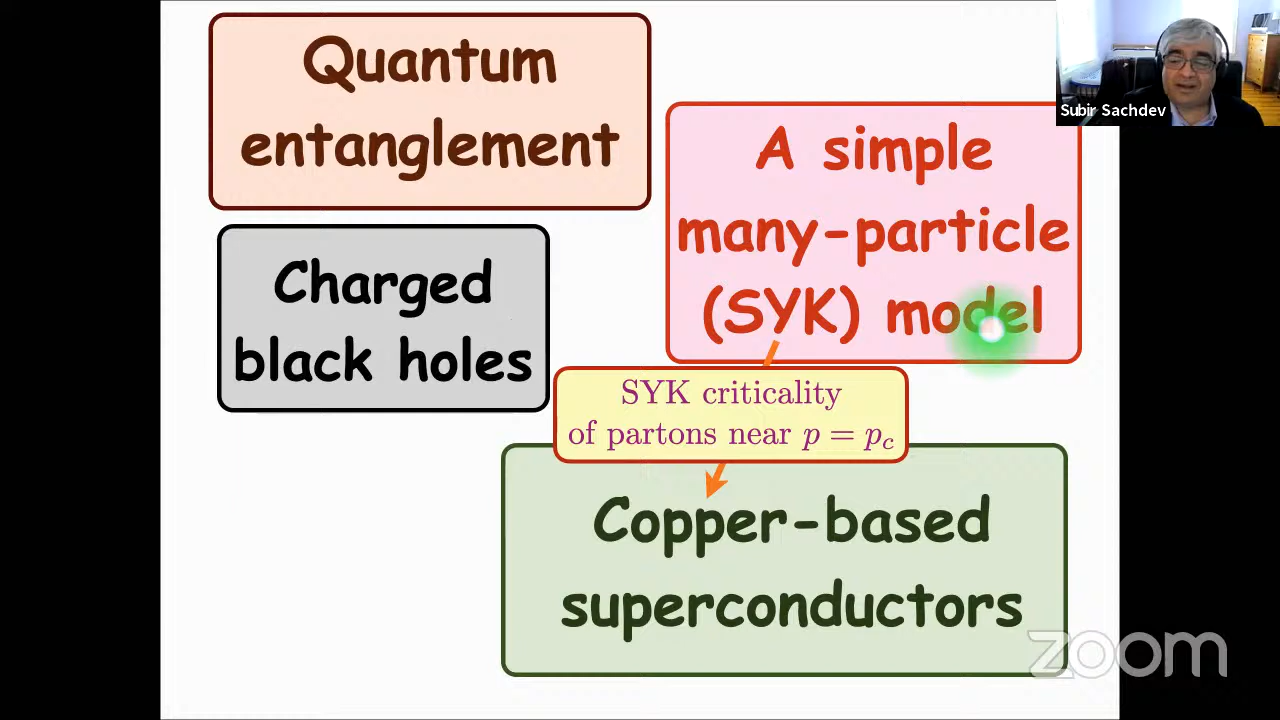 Quantum
entanglement
Subir Sachdev
A simple
many-particle
(SYK) model
Charged
black holes
SYK criticality
of partons near p = p_c
Copper-based
superconductors
zoom